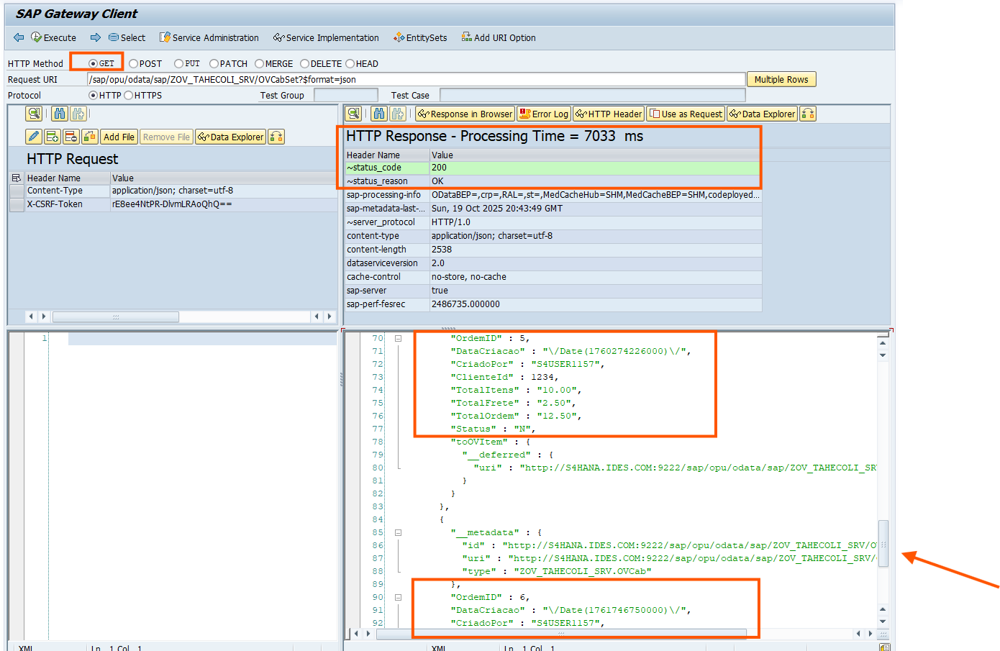 SAP Gateway Client
Execute Select Service Administration Service Implementation EntitySets Add URI Option
HTTP Method GET POST PUT PATCH MERGE DELETE HEAD
Request URI /sap/opu/odata/sap/ZOV_TAHECOLI_SRV/OVCabSet?$format=json Multiple Rows
Protocol HTTP HTTPS Test Group Test Case
Response in Browser Error Log HTTP Header Use as Request Data Explorer
Add File Remove File Data Explorer
HTTP Request
Header Name Value
Content-Type application/json; charset=utf-8
X-CSRF-Token rE8ee4NtPR-DlvmLRAoQhQ==
HTTP Response - Processing Time = 7033 ms
Header Name Value
~status_code 200
~status_reason OK
sap-processing-info ODataBEP=,crp=,RAL=,st=,MedCacheHub=SHM,MedCacheBEP=SHM,codeployed...
sap-metadata-last-... Sun, 19 Oct 2025 20:43:49 GMT
~server_protocol HTTP/1.0
content-type application/json; charset=utf-8
content-length 2538
dataserviceversion 2.0
cache-control no-store, no-cache
sap-server true
sap-perf-fesrec 2486735.000000
1
70 "OrdemID" : 5,
71 "DataCriacao" : "\/Date(1760274226000)\/",
72 "CriadoPor" : "S4USER1157",
73 "ClienteId" : 1234,
74 "TotalItens" : "10.00",
75 "TotalFrete" : "2.50",
76 "TotalOrdem" : "12.50",
77 "Status" : "N",
78 "toOVItem" : {
79 "__deferred" : {
80 "uri" : "http://S4HANA.IDES.COM:9222/sap/opu/odata/sap/ZOV_TAHECOLI_SR
81 }
82 }
83 },
84 {
85 "__metadata" : {
86 "id" : "http://S4HANA.IDES.COM:9222/sap/opu/odata/sap/ZOV_TAHECOLI_SRV/O
87 "uri" : "http://S4HANA.IDES.COM:9222/sap/opu/odata/sap/ZOV_TAHECOLI_SRV/
88 "type" : "ZOV_TAHECOLI_SRV.OVCab"
89 },
90 "OrdemID" : 6,
91 "DataCriacao" : "\/Date(1761746750000)\/",
92 "CriadoPor" : "S4USER1157",
XML Ln 1 Col 1
XML Ln 1 Col 1